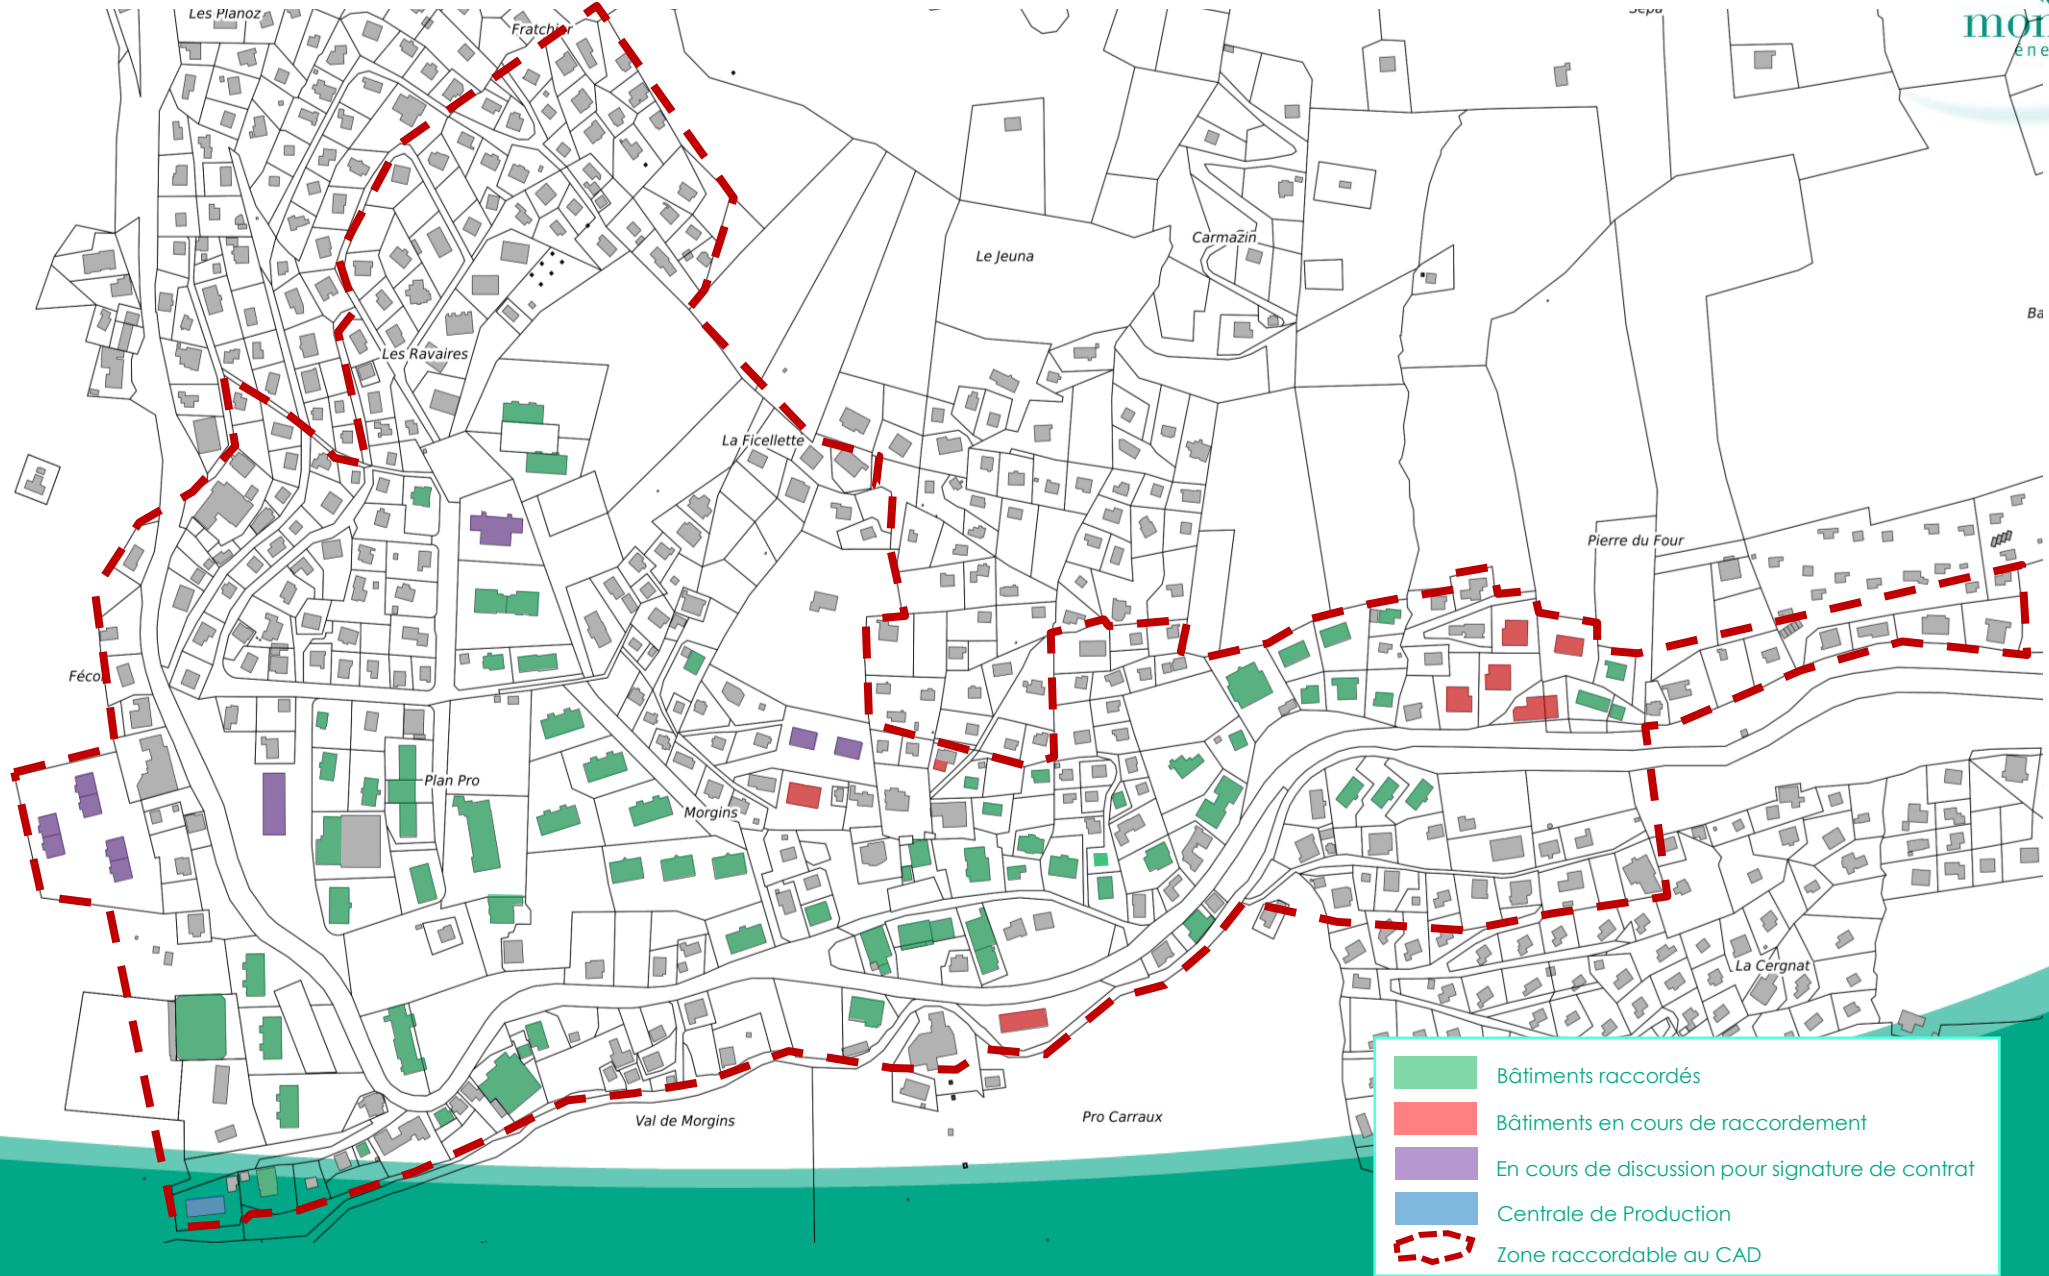 Les Planoz
Fratchier
Le Jeuna
Carmazin
Les Ravaires
La Ficellette
Pierre du Four
Plan Pro
Morgins
La Cergnat
Val de Morgins
Pro Carraux
Bâtiments raccordés
Bâtiments en cours de raccordement
En cours de discussion pour signature de contrat
Centrale de Production
Zone raccordable au CAD